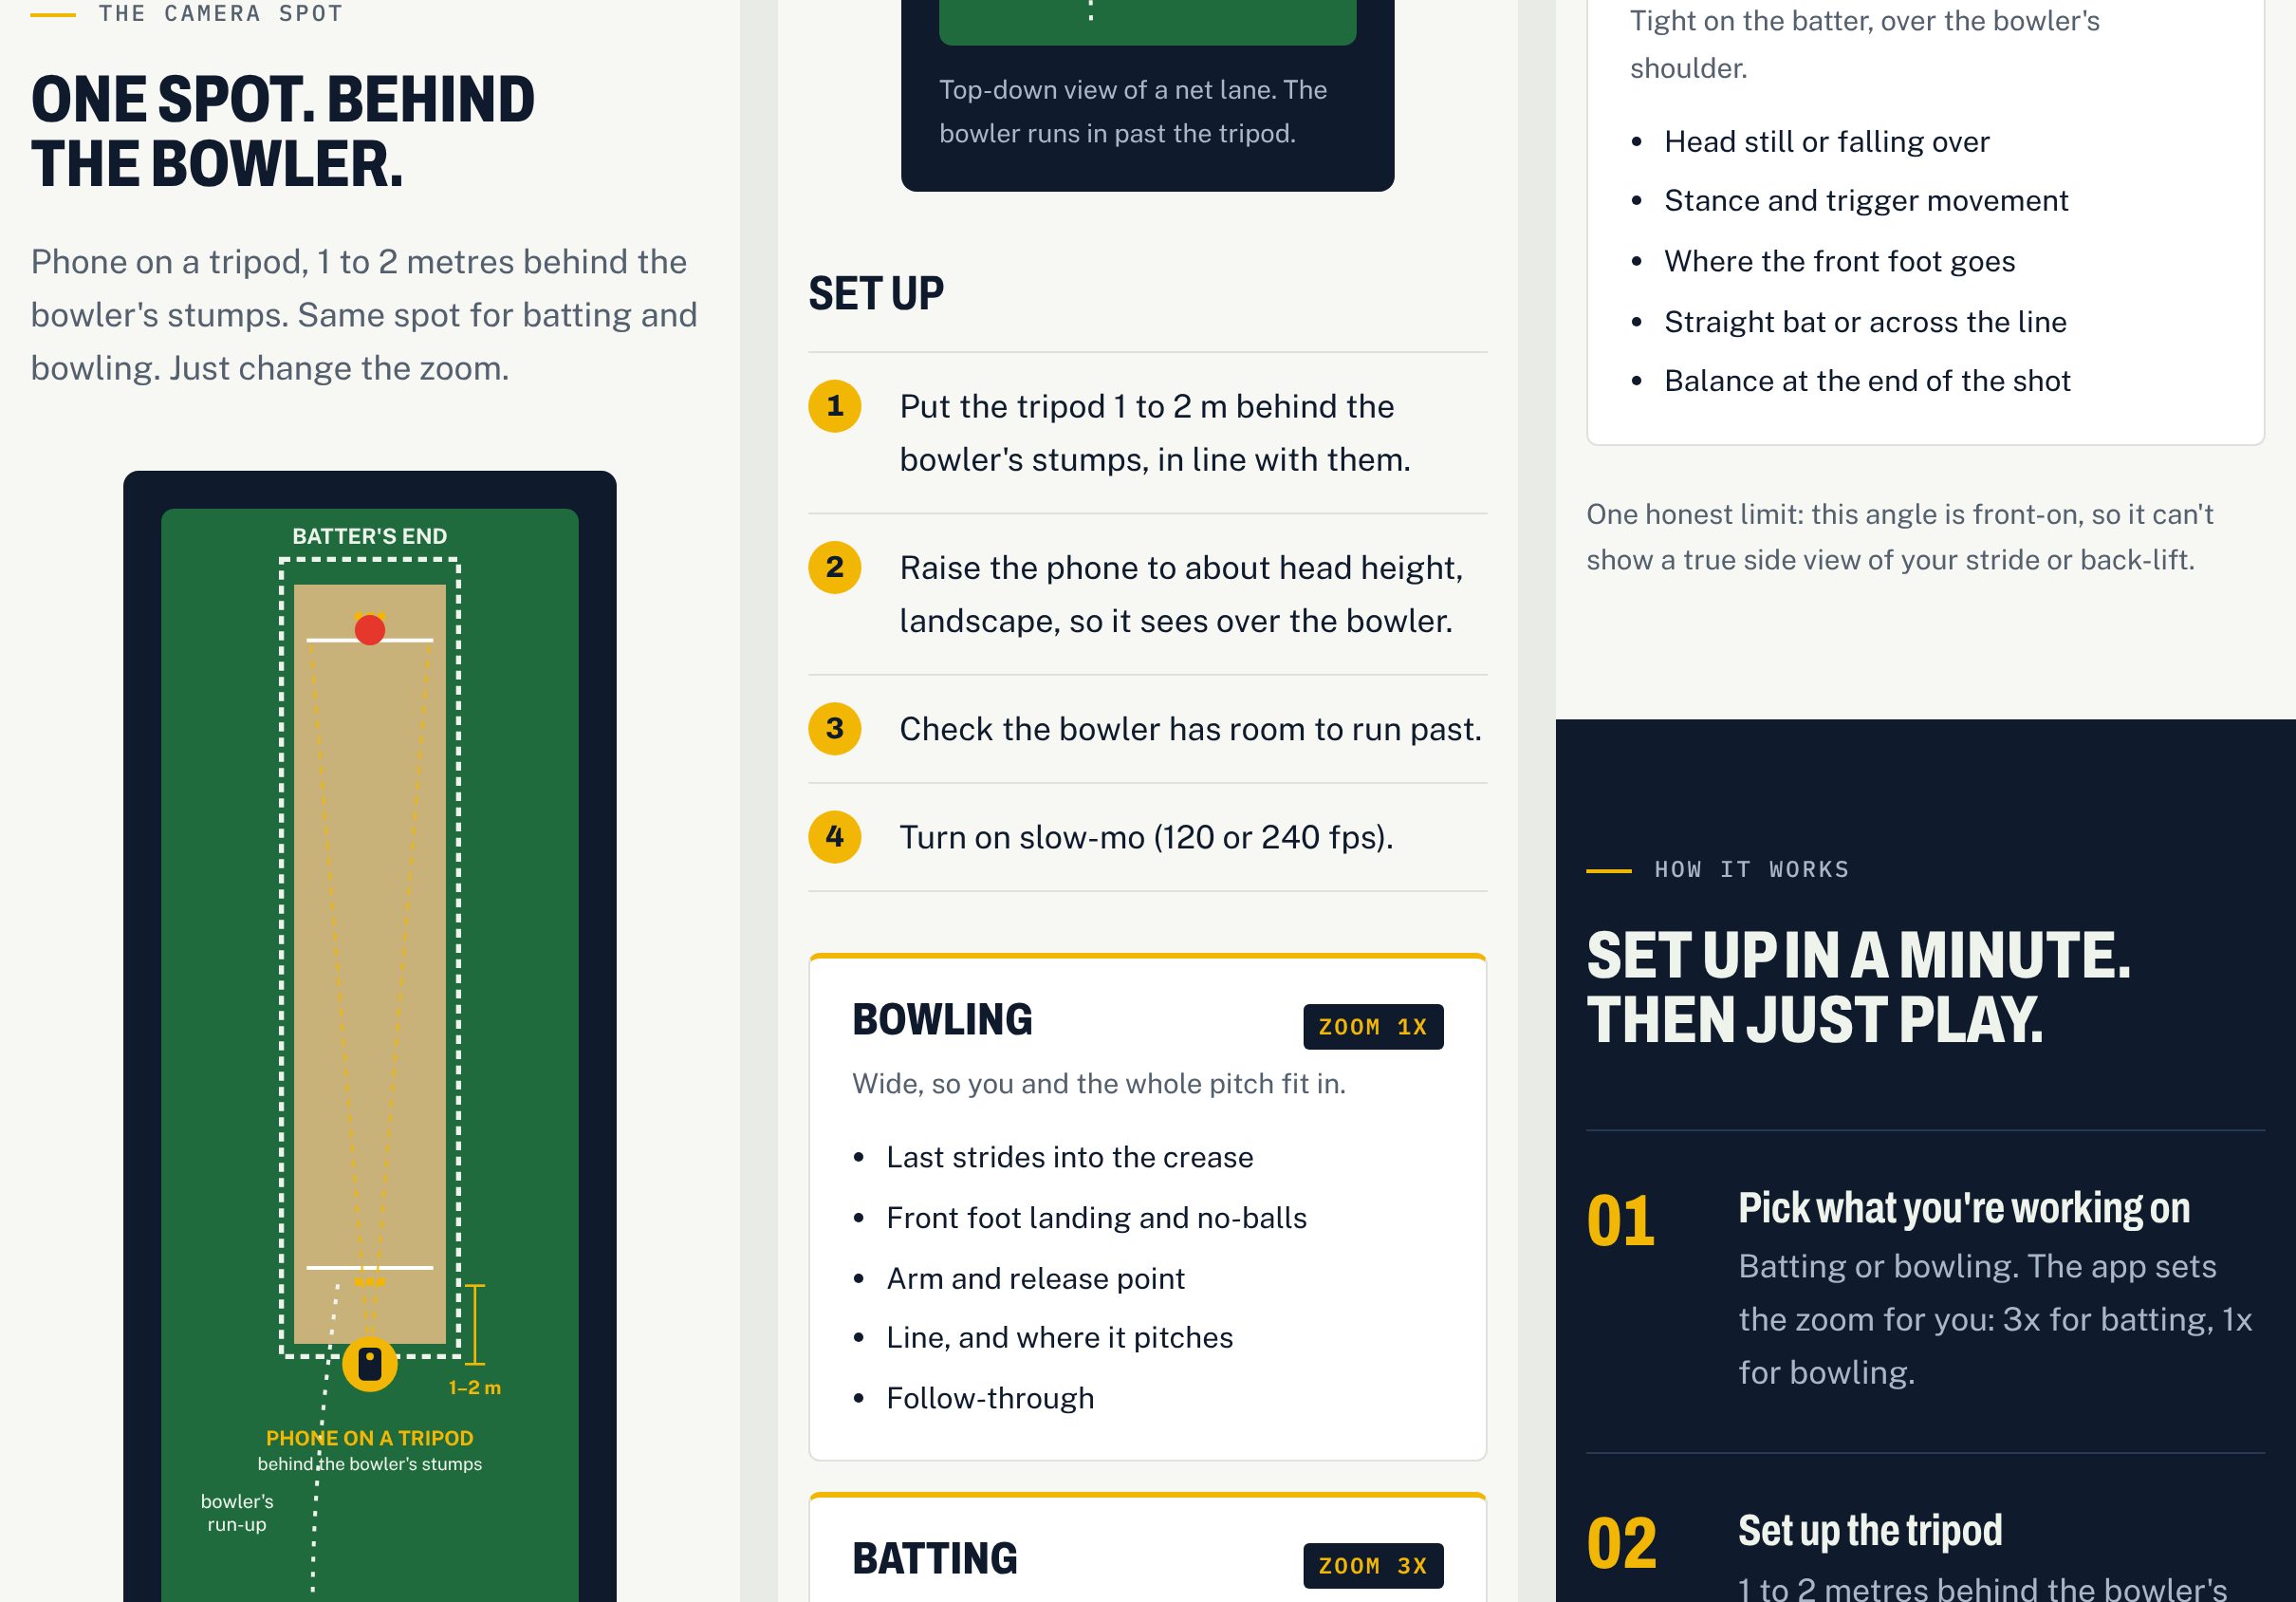 THE CAMERA SPOT
ONE SPOT. BEHIND
THE BOWLER.
Phone on a tripod, 1 to 2 metres behind the
bowler's stumps. Same spot for batting and
bowling. Just change the zoom.
BATTER'S END
1–2 m
PHONE ON A TRIPOD
behind the bowler's stumps
bowler's
run-up
Top-down view of a net lane. The
bowler runs in past the tripod.
SET UP
1 Put the tripod 1 to 2 m behind the
bowler's stumps, in line with them.
2 Raise the phone to about head height,
landscape, so it sees over the bowler.
3 Check the bowler has room to run past.
4 Turn on slow-mo (120 or 240 fps).
BOWLING ZOOM 1X
Wide, so you and the whole pitch fit in.
• Last strides into the crease
• Front foot landing and no-balls
• Arm and release point
• Line, and where it pitches
• Follow-through
BATTING ZOOM 3X
Tight on the batter, over the bowler's
shoulder.
• Head still or falling over
• Stance and trigger movement
• Where the front foot goes
• Straight bat or across the line
• Balance at the end of the shot
One honest limit: this angle is front-on, so it can't
show a true side view of your stride or back-lift.
HOW IT WORKS
SET UP IN A MINUTE.
THEN JUST PLAY.
01 Pick what you're working on
Batting or bowling. The app sets
the zoom for you: 3x for batting, 1x
for bowling.
02 Set up the tripod
1 to 2 metres behind the bowler's